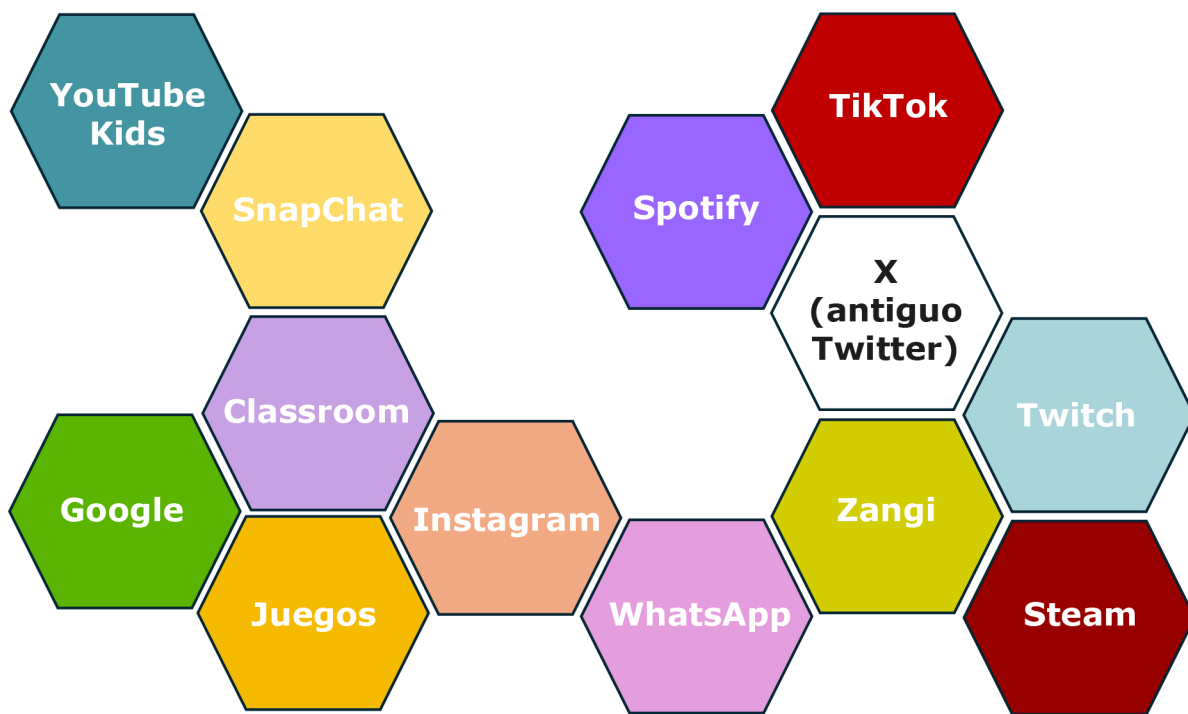 YouTube
Kids
TikTok
SnapChat
Spotify
X
(antiguo
Twitter)
Classroom
Twitch
Google
Instagram
Zangi
Juegos
WhatsApp
Steam